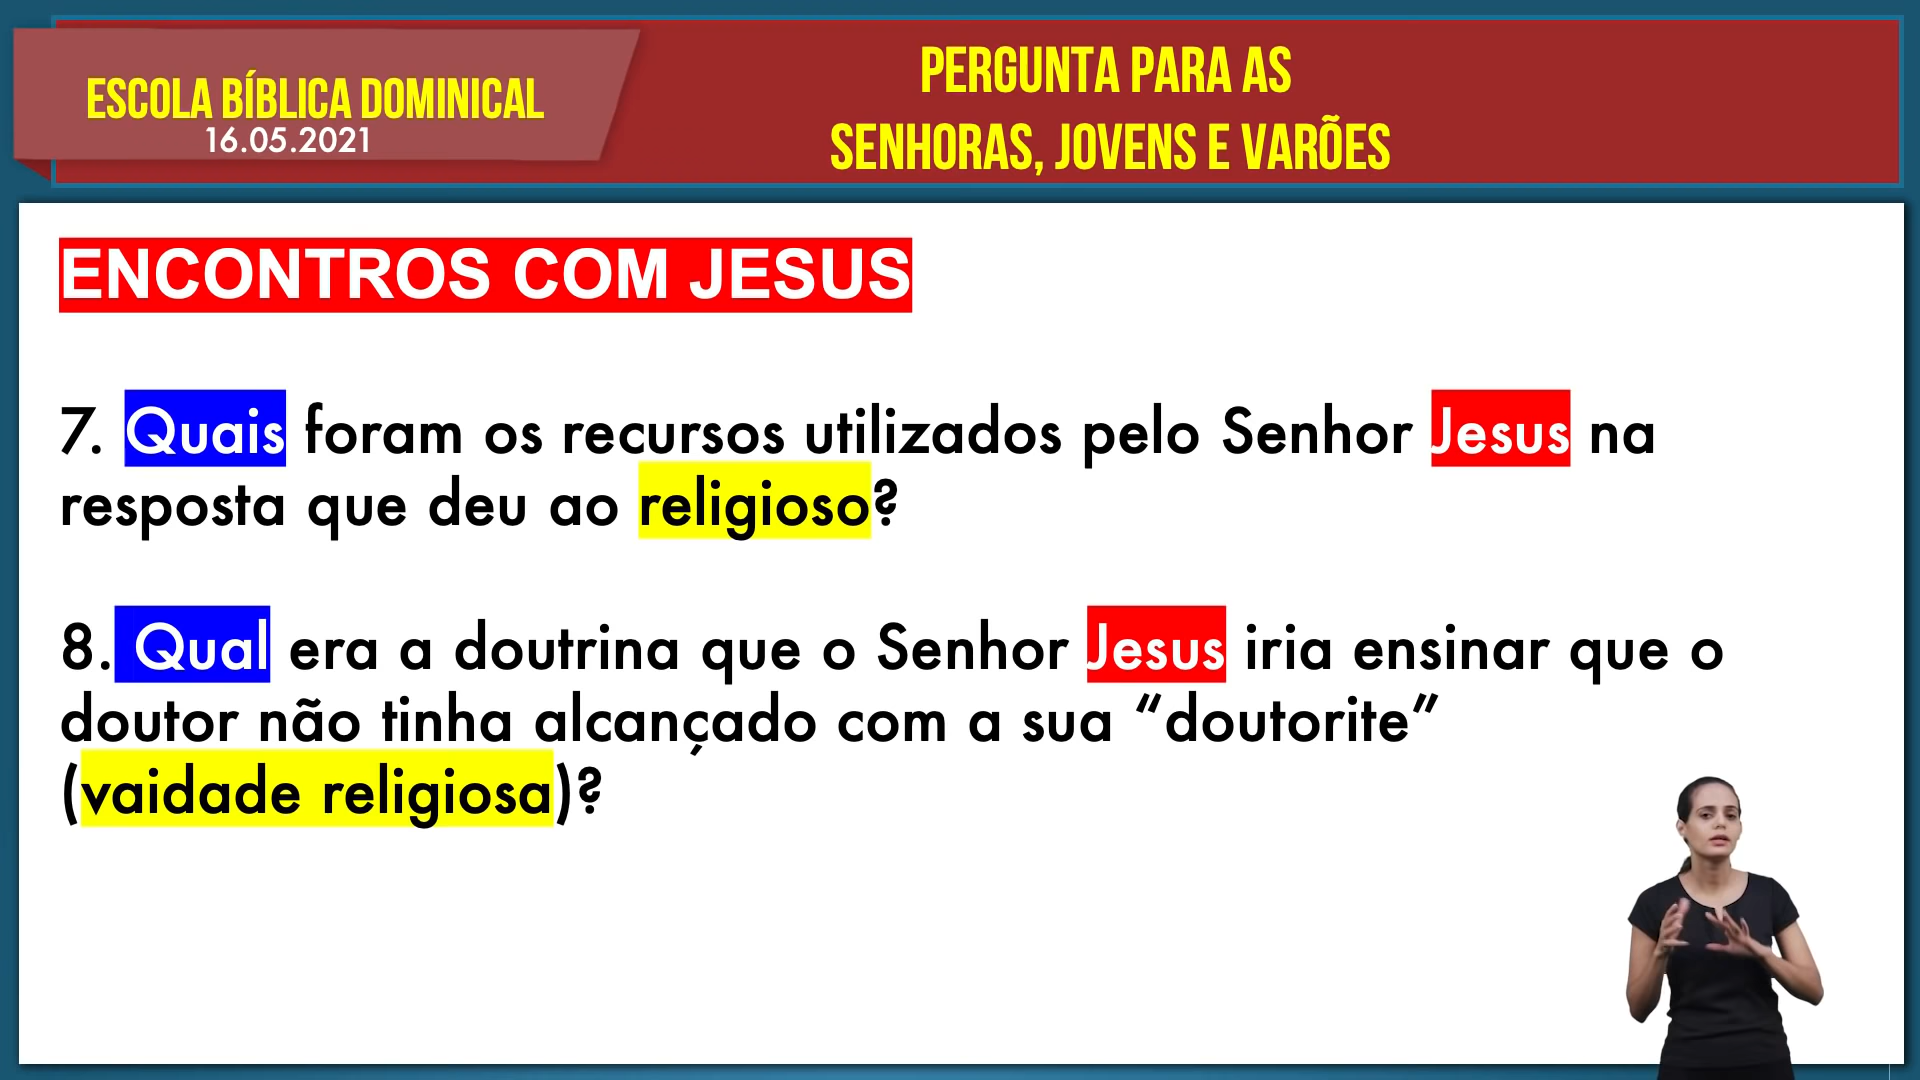 ESCOLA BÍBLICA DOMINICAL
16.05.2021
PERGUNTA PARA AS
SENHORAS, JOVENS E VARÕES
ENCONTROS COM JESUS
7. Quais foram os recursos utilizados pelo Senhor Jesus na
resposta que deu ao religioso?
8. Qual era a doutrina que o Senhor Jesus iria ensinar que o
doutor não tinha alcançado com a sua “doutorite”
(vaidade religiosa)?